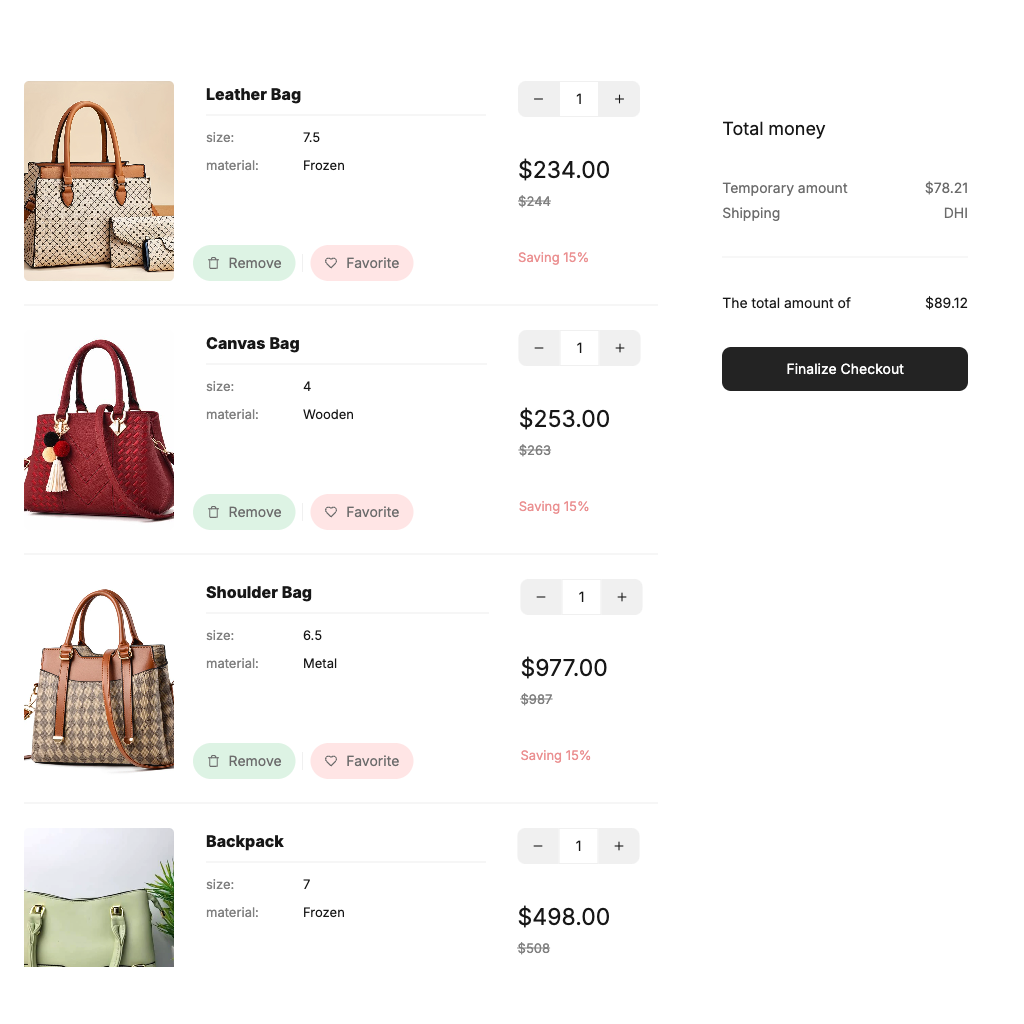 Leather Bag
size: 7.5
material: Frozen
Remove
Favorite
− 1 +
$234.00
$244
Saving 15%
Canvas Bag
size: 4
material: Wooden
Remove
Favorite
− 1 +
$253.00
$263
Saving 15%
Shoulder Bag
size: 6.5
material: Metal
Remove
Favorite
− 1 +
$977.00
$987
Saving 15%
Backpack
size: 7
material: Frozen
− 1 +
$498.00
$508
Total money
Temporary amount $78.21
Shipping DHI
The total amount of $89.12
Finalize Checkout